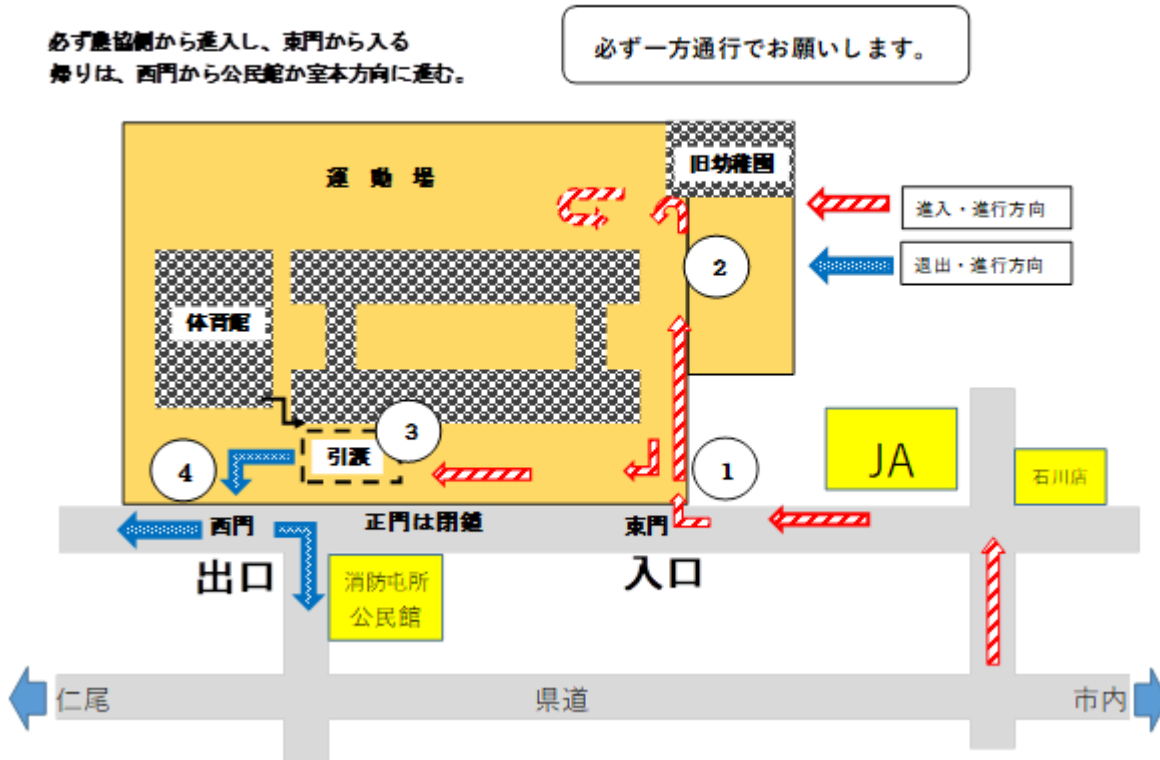 必ず農協側から進入し、東門から入る
帰りは、西門から公民館か室本方向に進む。
必ず一方通行でお願いします。
運 動 場
旧幼稚園
進入・進行方向
退出・進行方向
2
体育館
3
引渡
4
1
JA
石川店
西門
正門は閉鎖
東門
出口
入口
消防屯所
公民館
仁尾
県道
市内